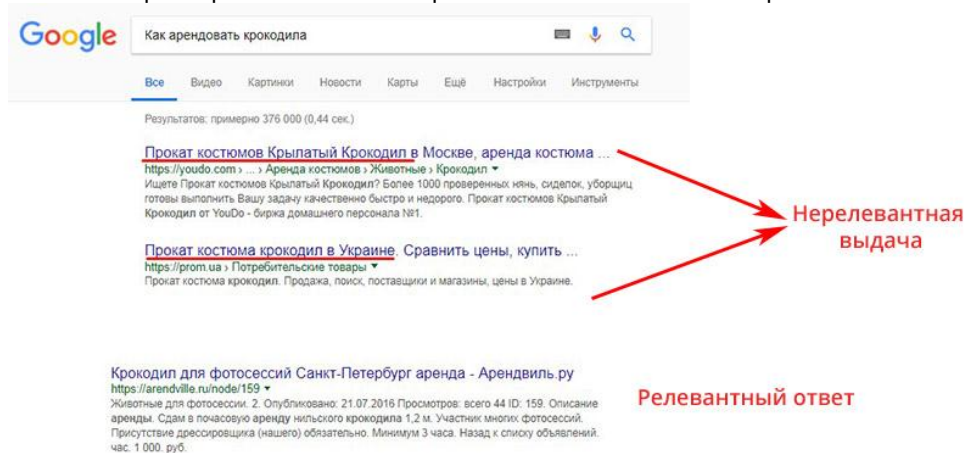 Google
Как арендовать крокодила
Все Видео Картинки Новости Карты Ещё Настройки Инструменты
Результатов: примерно 376 000 (0,44 сек.)
Прокат костюмов Крылатый Крокодил в Москве, аренда костюма ...
https://youdo.com › ... › Аренда костюмов › Животные › Крокодил
Ищете Прокат костюмов Крылатый Крокодил? Более 1000 проверенных нянь, сиделок, уборщиц
готовы выполнить Вашу задачу качественно быстро и недорого. Прокат костюмов Крылатый
Крокодил от YouDo - биржа домашнего персонала №1.
Прокат костюма крокодил в Украине. Сравнить цены, купить ...
https://prom.ua › Потребительские товары
Прокат костюма крокодил. Продажа, поиск, поставщики и магазины, цены в Украине.
Нерелевантная
выдача
Крокодил для фотосессий Санкт-Петербург аренда - Арендвиль.ру
https://arendville.ru/node/159
Животные для фотосессии. 2. Опубликовано: 21.07.2016 Просмотров: всего 44 ID: 159. Описание
аренды. Сдам в почасовую аренду нильского крокодила 1,2 м. Участник многих фотосессий.
Присутствие дрессировщика (нашего) обязательно. Минимум 3 часа. Назад к списку объявлений.
час. 1 000. руб.
Релевантный ответ